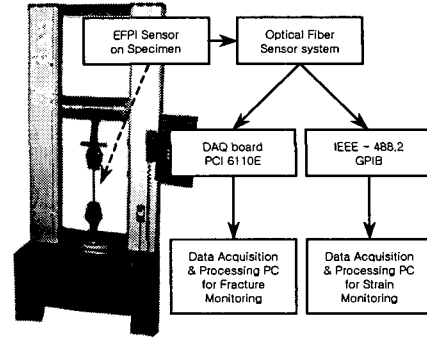 EFPI Sensor
on Specimen
Optical Fiber
Sensor system
DAQ board
PCI 6110E
IEEE - 488.2
GPIB
Data Acquisition
& Processing PC
for Fracture
Monitoring
Data Acquisition
& Processing PC
for Strain
Monitoring